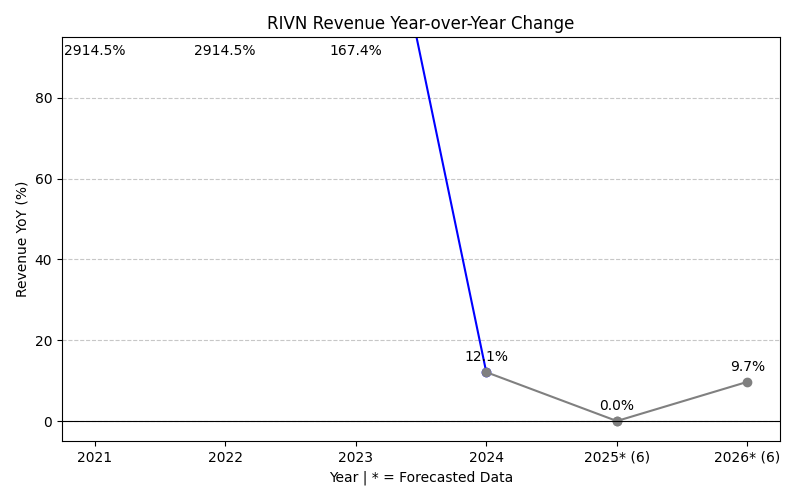 RIVN Revenue Year-over-Year Change
2914.5% 2914.5% 167.4%
80
60
Revenue YoY (%)
40
20
12.1%
9.7%
0.0%
0
2021 2022 2023 2024 2025* (6) 2026* (6)
Year | * = Forecasted Data